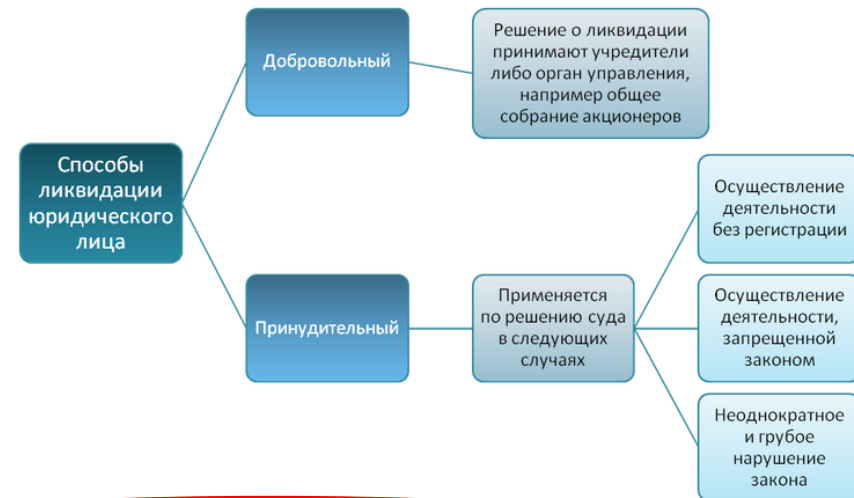 Способы
ликвидации
юридического
лица
Добровольный
Решение о ликвидации
принимают учредители
либо орган управления,
например общее
собрание акционеров
Принудительный
Применяется
по решению суда
в следующих
случаях
Осуществление
деятельности
без регистрации
Осуществление
деятельности,
запрещенной
законом
Неоднократное
и грубое
нарушение
закона